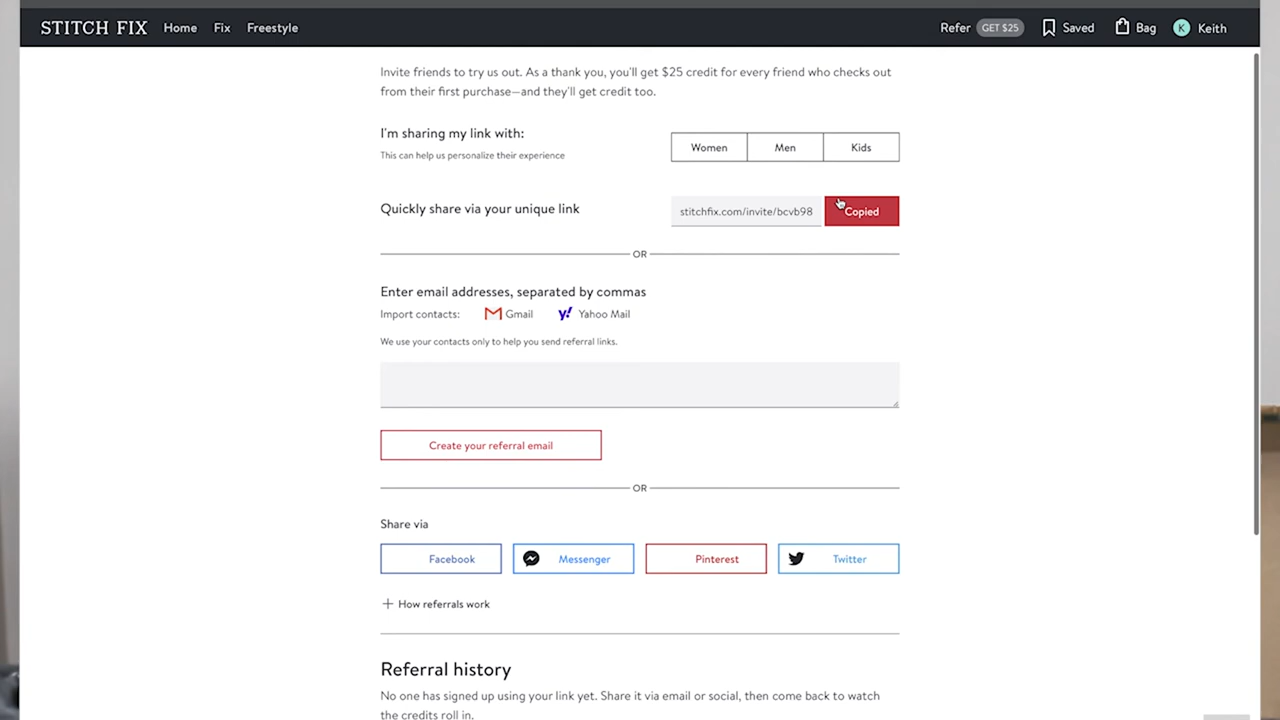 STITCH FIX Home Fix Freestyle Refer GET $25 Saved Bag K Keith
Invite friends to try us out. As a thank you, you'll get $25 credit for every friend who checks out
from their first purchase—and they'll get credit too.
I'm sharing my link with:
This can help us personalize their experience
Women Men Kids
Quickly share via your unique link
stitchfix.com/invite/bcvb98 Copied
OR
Enter email addresses, separated by commas
Import contacts: Gmail y! Yahoo Mail
We use your contacts only to help you send referral links.
Create your referral email
OR
Share via
Facebook Messenger Pinterest Twitter
+ How referrals work
Referral history
No one has signed up using your link yet. Share it via email or social, then come back to watch
the credits roll in.